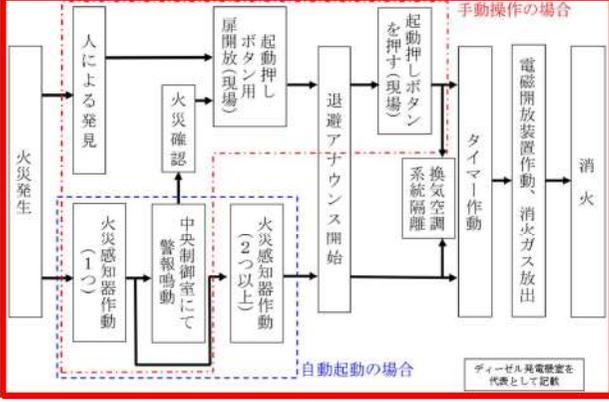 手動操作の場合
火災発生
人による発見
火災確認
起動押し
ボタン用
扉開放(現場)
退避アナウンス開始
起動押しボタン
を押す(現場)
換気空調
系統隔離
タイマー作動
電磁開放装置作動、消火ガス放出
消火
火災感知器作動
(1つ)
中央制御室にて
警報鳴動
火災感知器作動
(2つ以上)
自動起動の場合
ディーゼル発電機室を
代表として記載